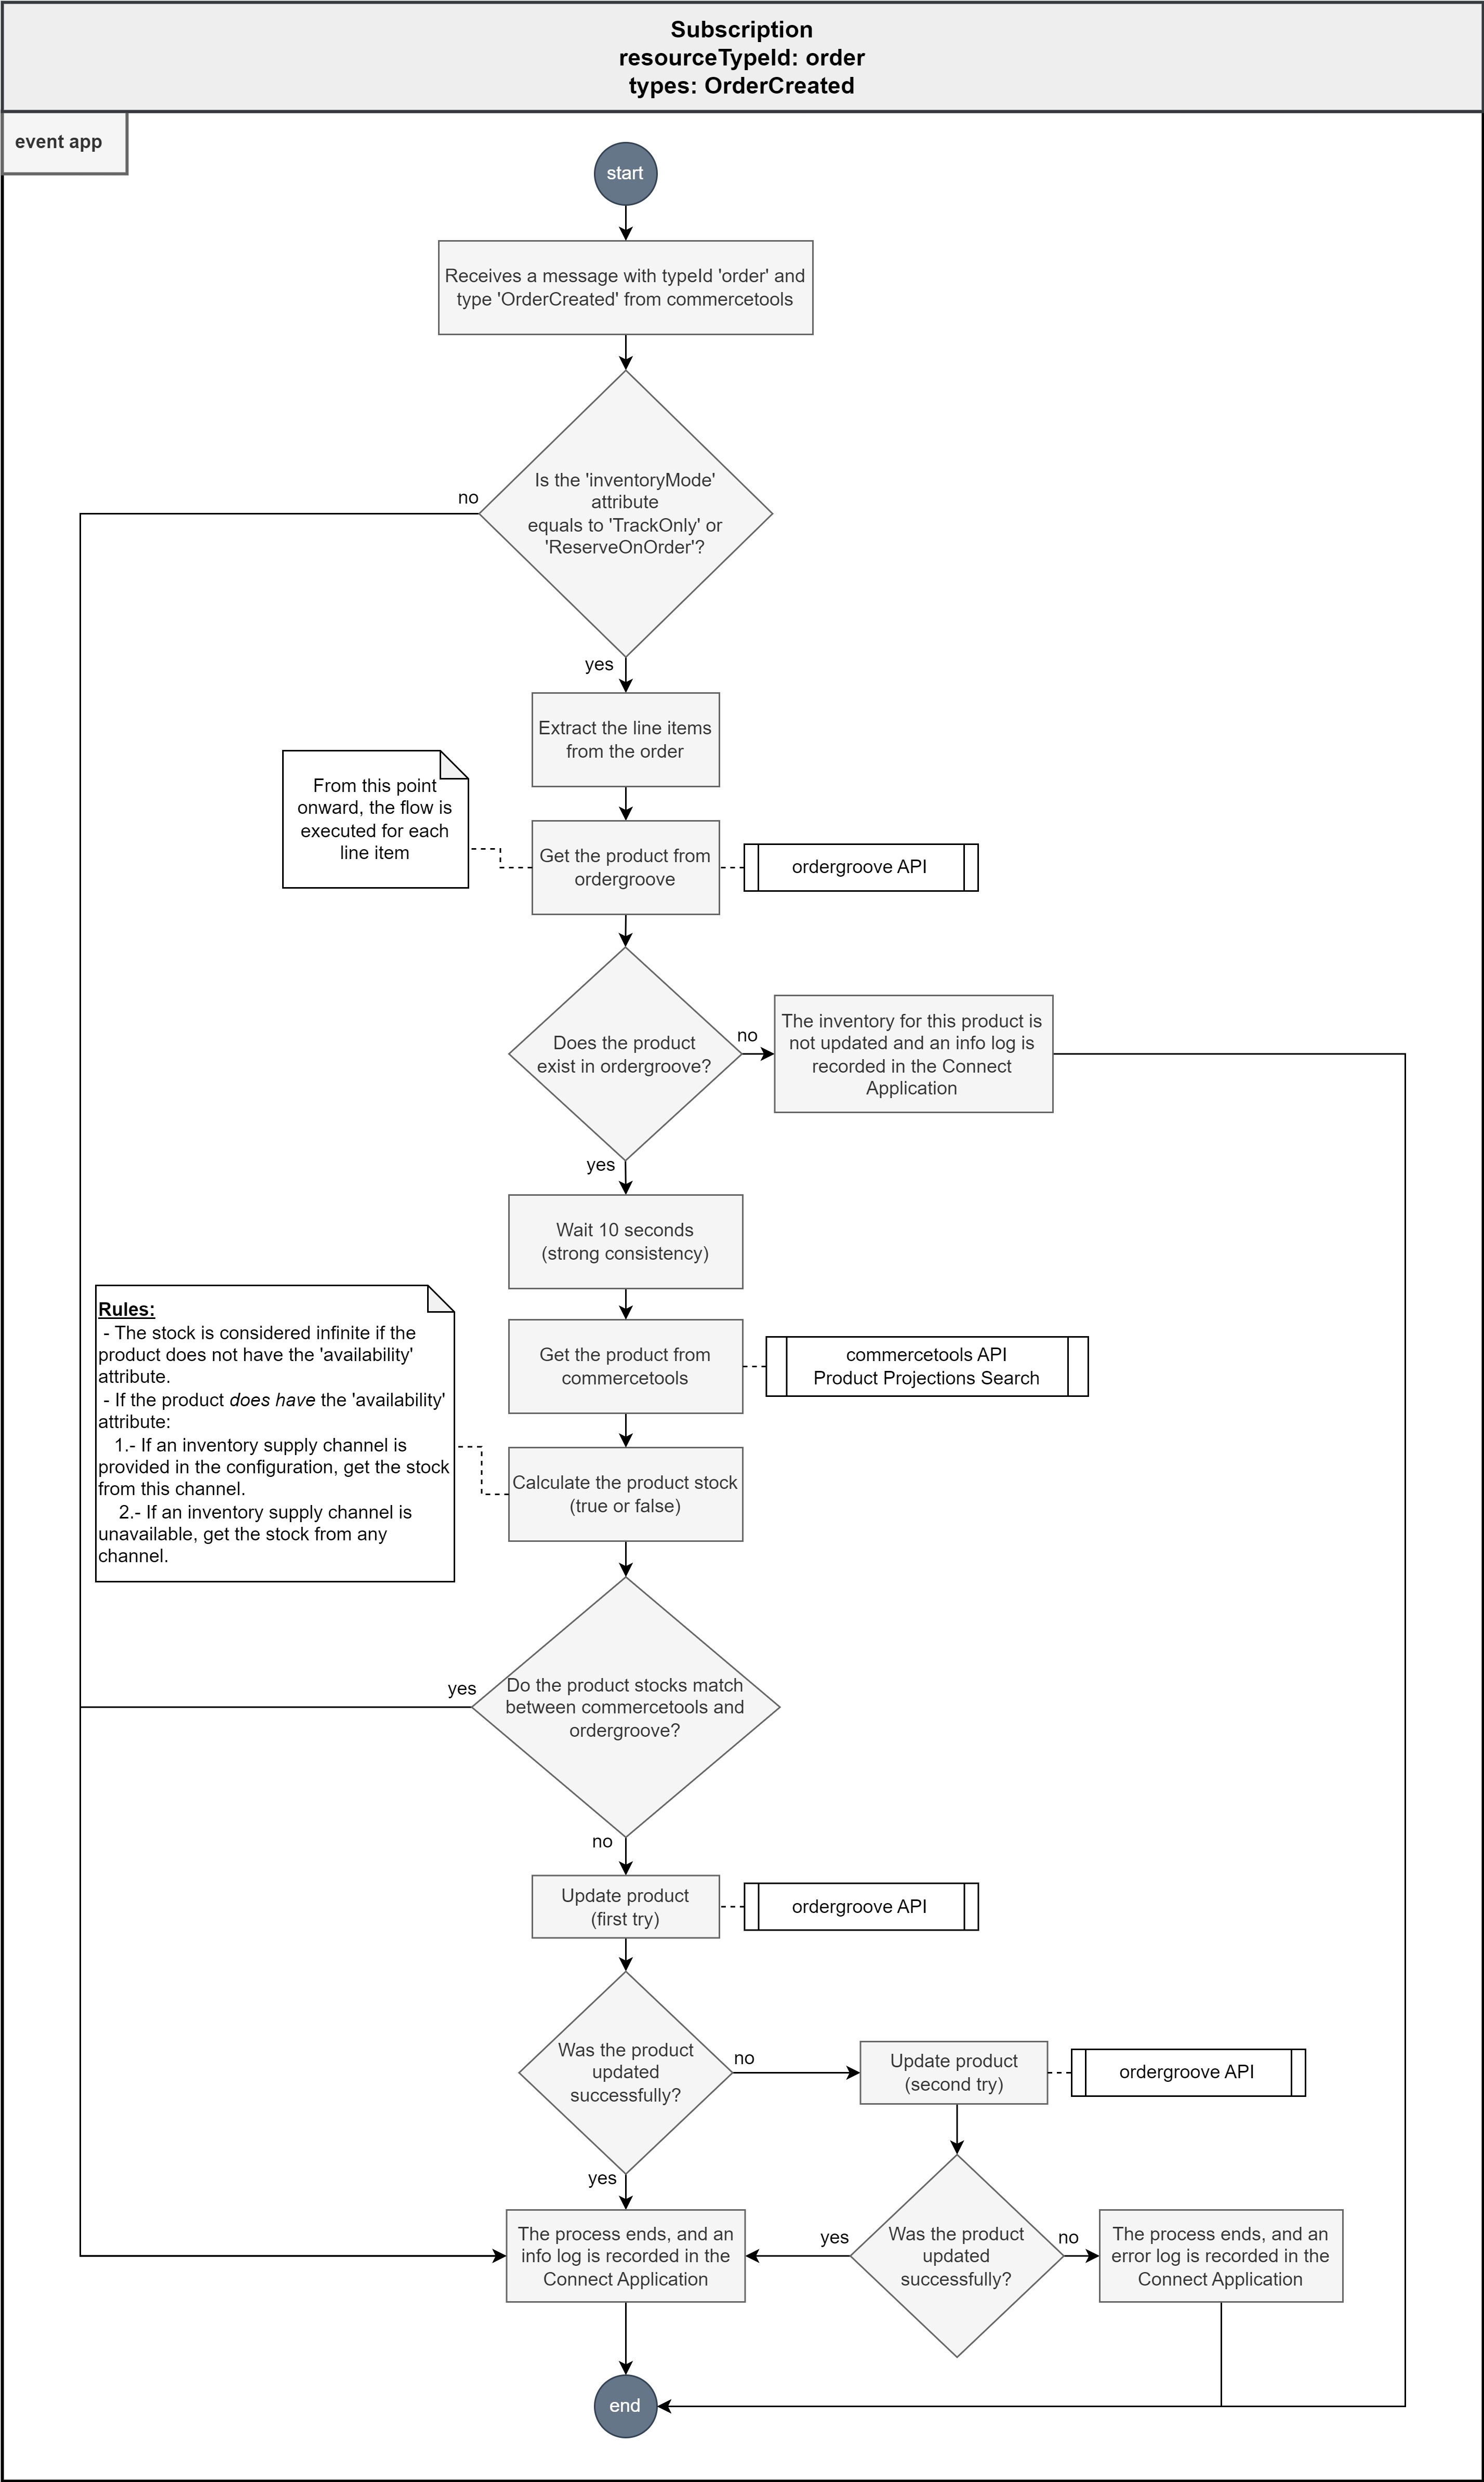 Subscription
resourceTypeId: order
types: OrderCreated
event app
start
Receives a message with typeId 'order' and
type 'OrderCreated' from commercetools
Is the 'inventoryMode'
attribute
equals to 'TrackOnly' or
'ReserveOnOrder'?
no
yes
Extract the line items
from the order
From this point
onward, the flow is
executed for each
line item
Get the product from
ordergroove
ordergroove API
Does the product
exist in ordergroove?
no
The inventory for this product is
not updated and an info log is
recorded in the Connect
Application
yes
Wait 10 seconds
(strong consistency)
Rules:
- The stock is considered infinite if the
product does not have the 'availability'
attribute.
- If the product does have the 'availability'
attribute:
1.- If an inventory supply channel is
provided in the configuration, get the stock
from this channel.
2.- If an inventory supply channel is
unavailable, get the stock from any
channel.
Get the product from
commercetools
commercetools API
Product Projections Search
Calculate the product stock
(true or false)
Do the product stocks match
between commercetools and
ordergroove?
yes
no
Update product
(first try)
ordergroove API
Was the product
updated
successfully?
no
Update product
(second try)
ordergroove API
yes
The process ends, and an
info log is recorded in the
Connect Application
yes
Was the product
updated
successfully?
no
The process ends, and an
error log is recorded in the
Connect Application
end